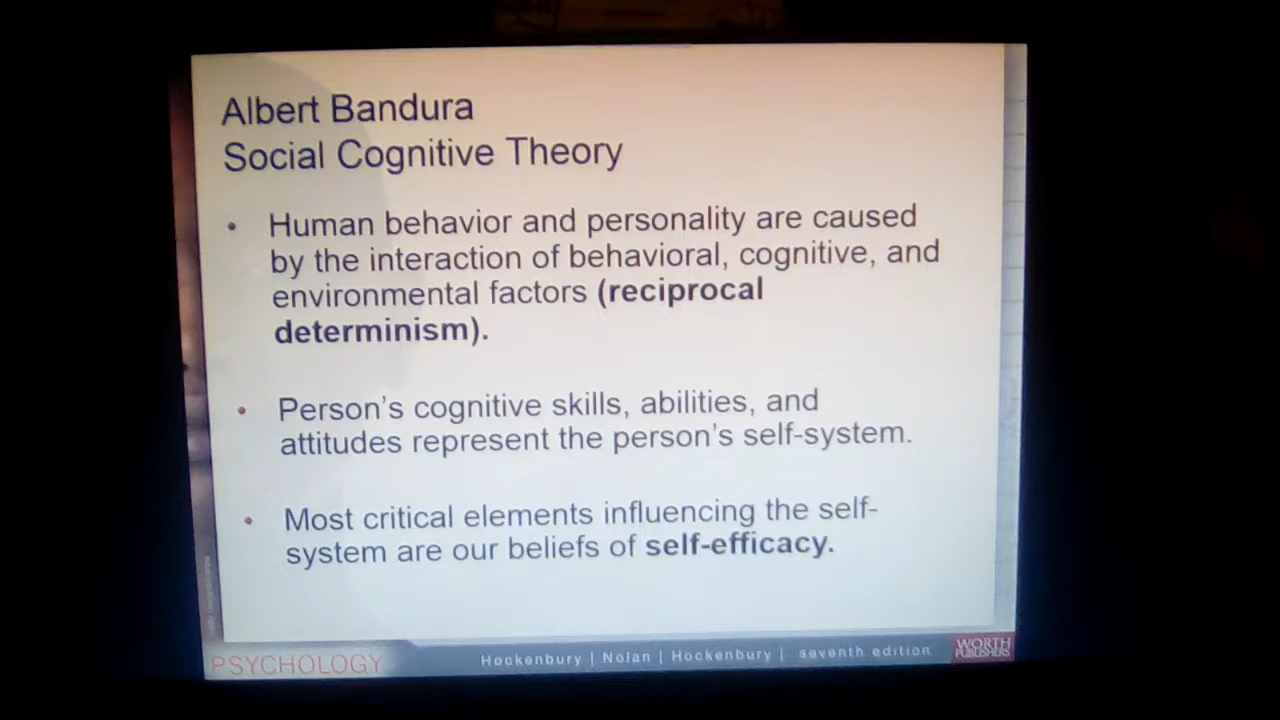 Albert Bandura
Social Cognitive Theory
• Human behavior and personality are caused
by the interaction of behavioral, cognitive, and
environmental factors (reciprocal
determinism).
• Person's cognitive skills, abilities, and
attitudes represent the person's self-system.
• Most critical elements influencing the self-
system are our beliefs of self-efficacy.
PSYCHOLOGY
Hockenbury | Nolan | Hockenbury | seventh edition
WORTH
PUBLISHERS